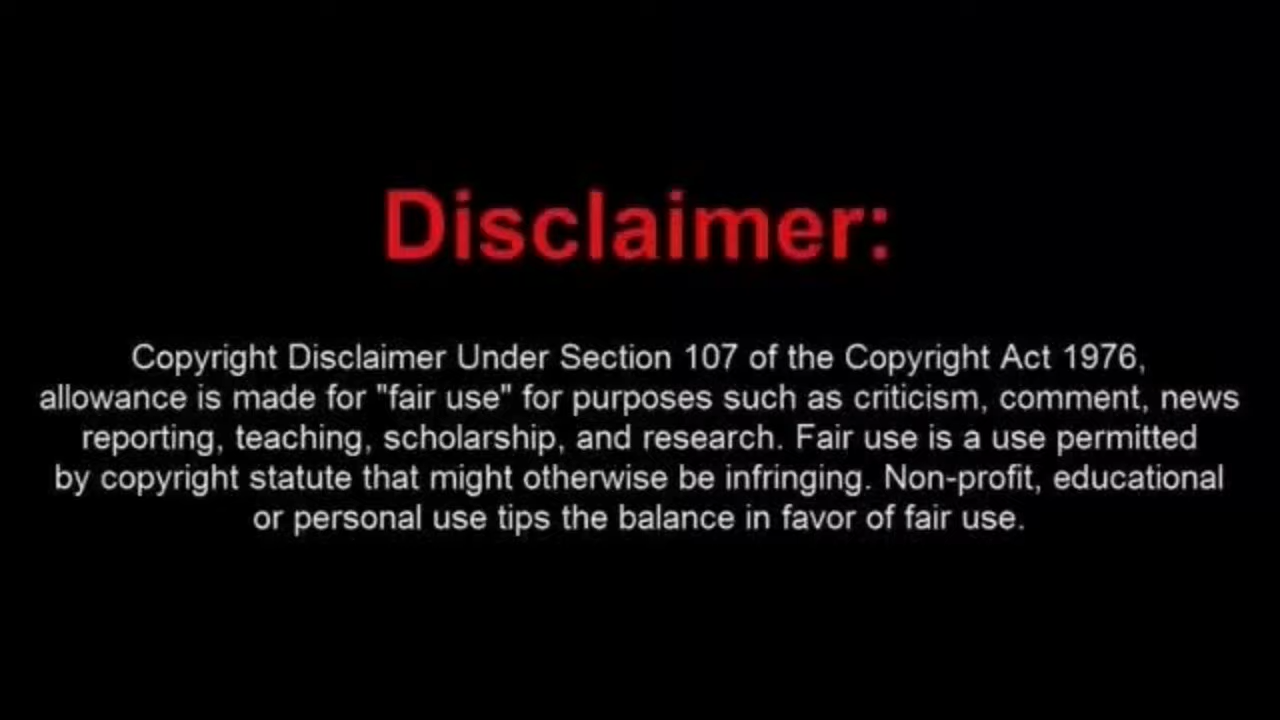 Disclaimer:
Copyright Disclaimer Under Section 107 of the Copyright Act 1976,
allowance is made for "fair use" for purposes such as criticism, comment, news
reporting, teaching, scholarship, and research. Fair use is a use permitted
by copyright statute that might otherwise be infringing. Non-profit, educational
or personal use tips the balance in favor of fair use.